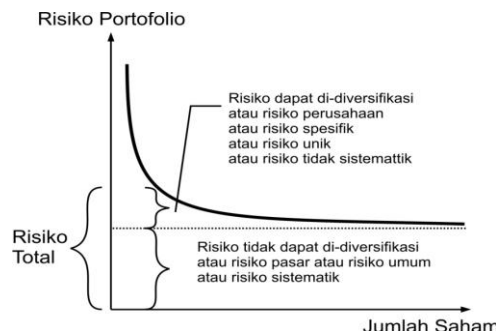 Risiko Portofolio
Risiko dapat di-diversifikasi
atau risiko perusahaan
atau risiko spesifik
atau risiko unik
atau risiko tidak sistemattik
Risiko
Total
Risiko tidak dapat di-diversifikasi
atau risiko pasar atau risiko umum
atau risiko sistematik
Jumlah Saham